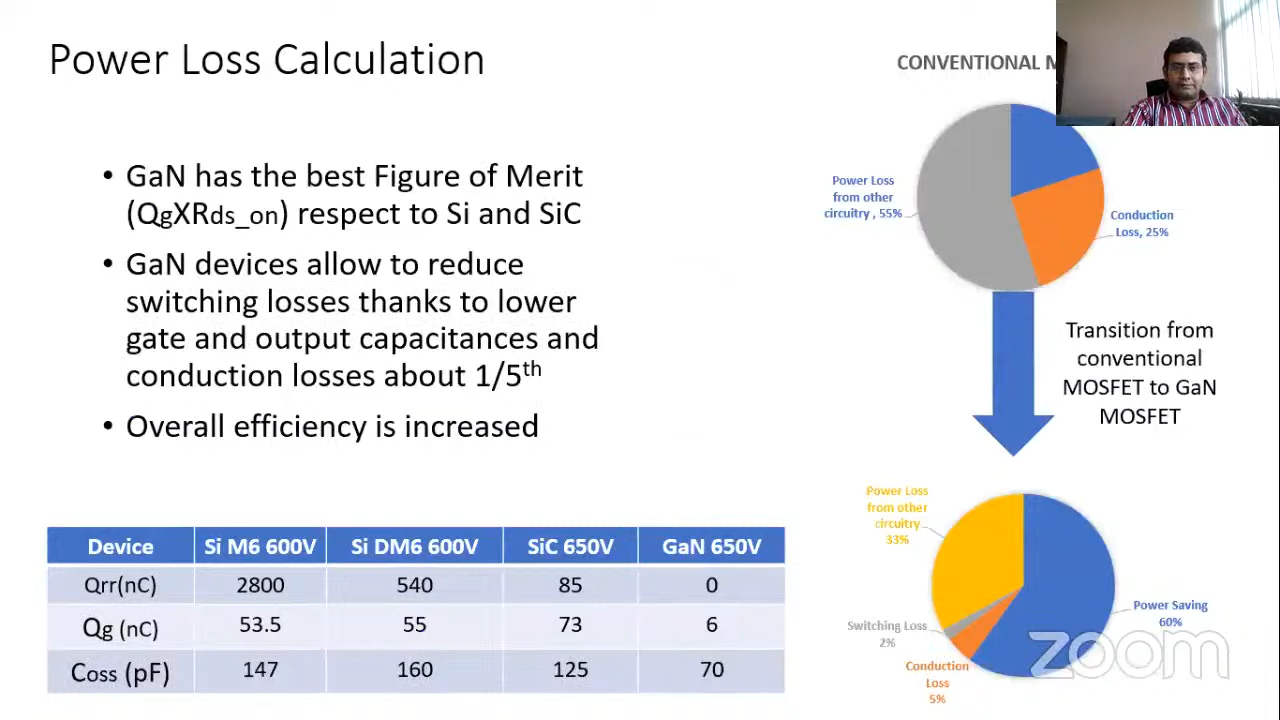 Power Loss Calculation
• GaN has the best Figure of Merit
(QgXRds_on) respect to Si and SiC
• GaN devices allow to reduce
switching losses thanks to lower
gate and output capacitances and
conduction losses about 1/5th
• Overall efficiency is increased
Device Si M6 600V Si DM6 600V SiC 650V GaN 650V
Qrr(nC) 2800 540 85 0
Qg (nC) 53.5 55 73 6
Coss (pF) 147 160 125 70
CONVENTIONAL
Power Loss
from other
circuitry , 55%
Conduction
Loss, 25%
Transition from
conventional
MOSFET to GaN
MOSFET
Power Loss
from other
circuitry
33%
Switching Loss
2%
Conduction
Loss
5%
Power Saving
60%
zoom